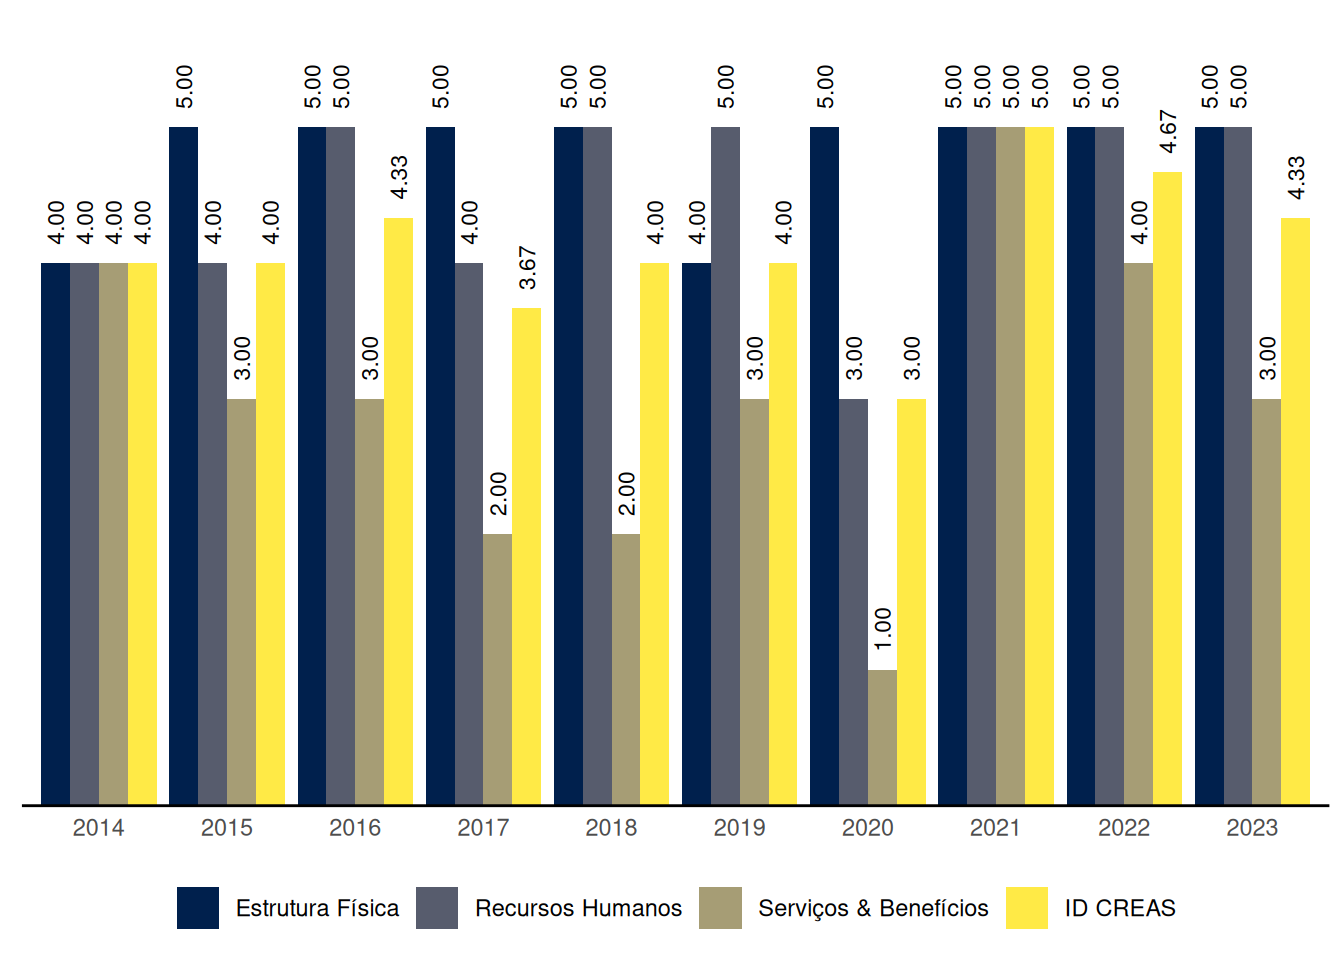 4.00 4.00 4.00 4.00
5.00 4.00 3.00 4.00
5.00 5.00 3.00 4.33
5.00 4.00 2.00 3.67
5.00 5.00 2.00 4.00
4.00 5.00 3.00 4.00
5.00 3.00 1.00 3.00
5.00 5.00 5.00 5.00
5.00 5.00 4.00 4.67
5.00 5.00 3.00 4.33
2014 2015 2016 2017 2018 2019 2020 2021 2022 2023
Estrutura Física Recursos Humanos Serviços & Benefícios ID CREAS